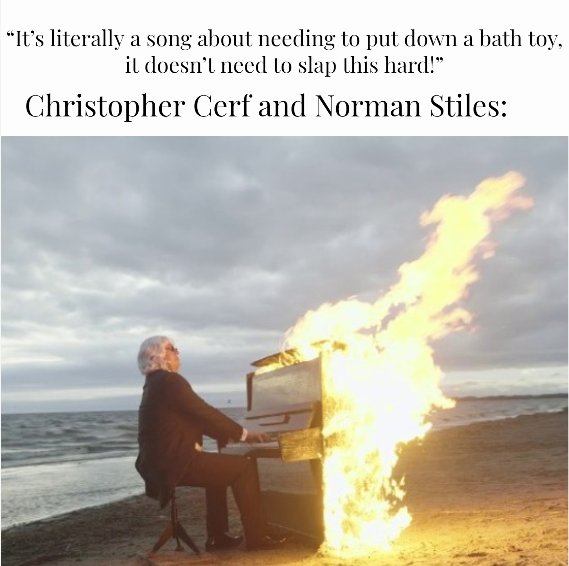 “It’s literally a song about needing to put down a bath toy,
it doesn’t need to slap this hard!”
Christopher Cerf and Norman Stiles: